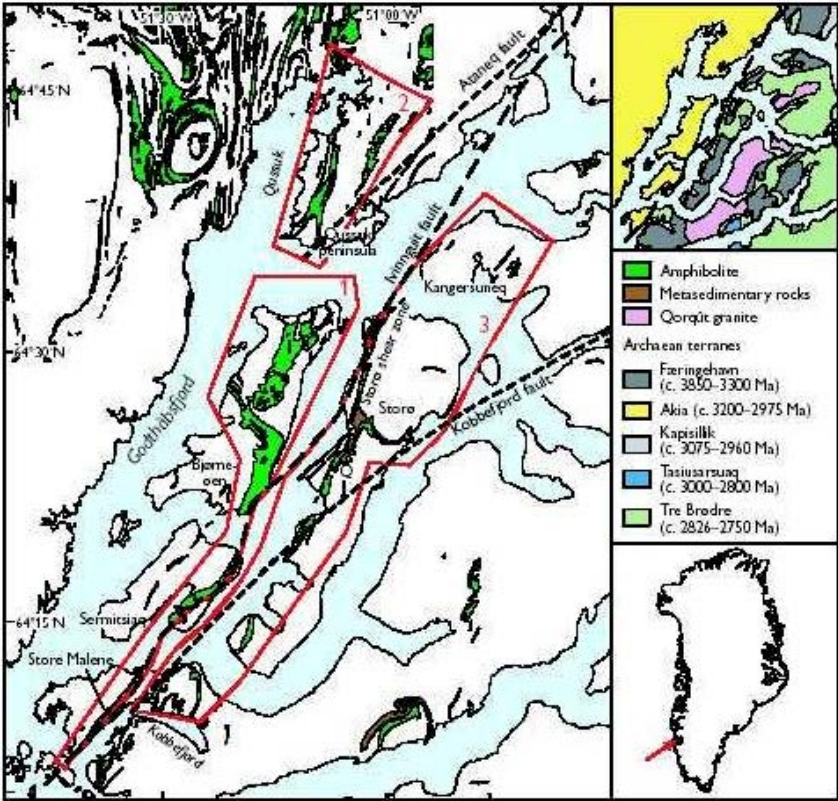 51°30' W
51°00' W
64°45' N
Ataneq fault
2
Qussuk
Qussuk
peninsula
Ivinnguit fault
Kangersuneq
1
3
64°30' N
Storø shear zone
Storø
Kobbefjord fault
Godthåbsfjord
Bjørne-
øen
64°15 N
Sermitsiaq
Store Malene
Kobbefjord
Amphibolite
Metasedimentary rocks
Qorqût granite
Archaean terranes
Færingehavn
(c. 3850–3300 Ma)
Akia (c. 3200–2975 Ma)
Kapisillik
(c. 3075–2960 Ma)
Tasiusarsuaq
(c. 3000–2800 Ma)
Tre Brødre
(c. 2826–2750 Ma)